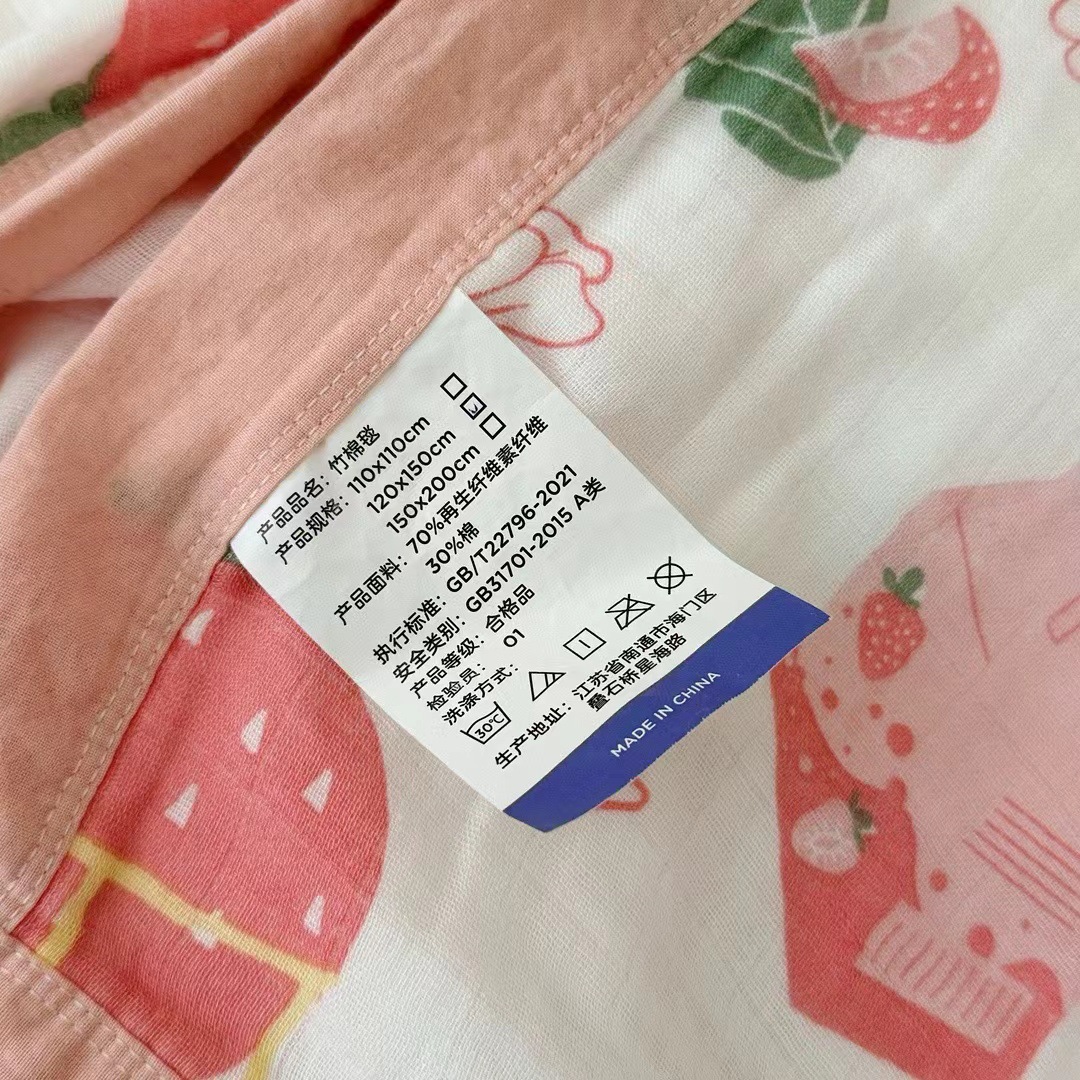 产品品名：竹棉毯
产品规格：110x110cm
120x150cm
150x200cm
产品面料：70%再生纤维素纤维
30%棉
执行标准：GB/T22796-2021
安全类别：GB31701-2015 A类
产品等级：合格品
检验员：01
洗涤方式：
30℃
生产地址：江苏省南通市海门区
叠石桥星海路
MADE IN CHINA